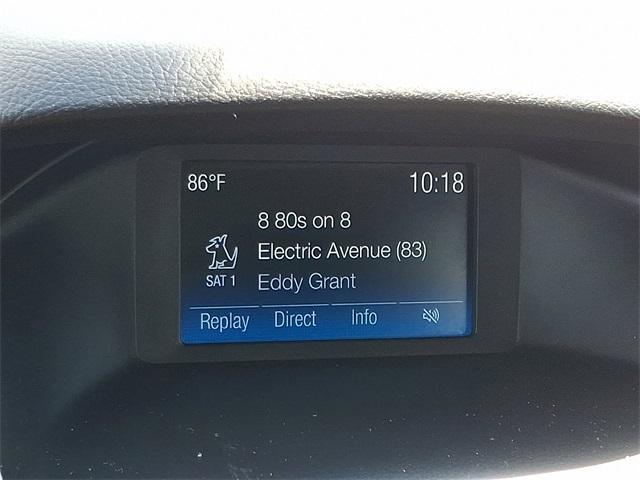 86°F 10:18
8 80s on 8
Electric Avenue (83)
SAT 1 Eddy Grant
Replay Direct Info